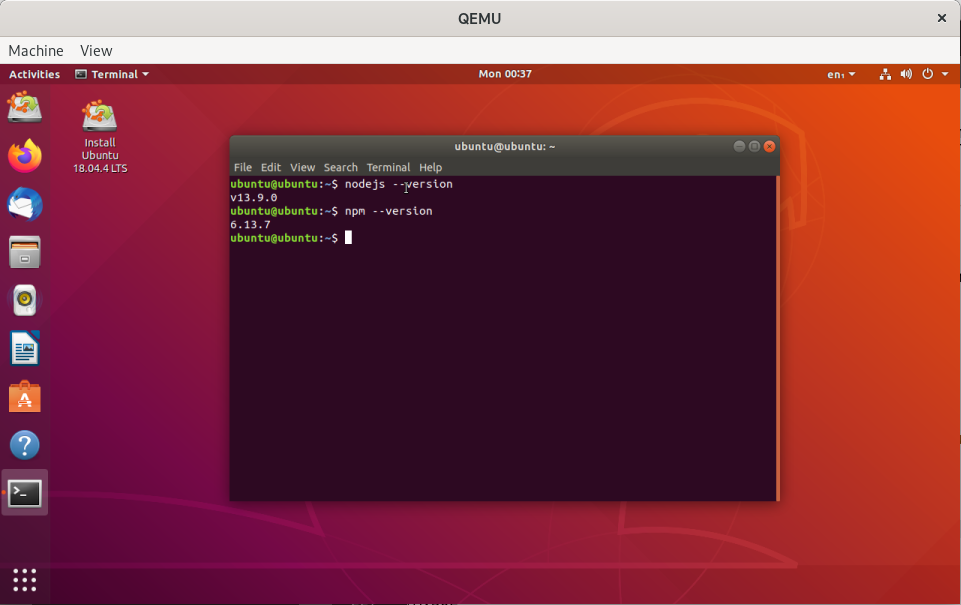 QEMU
Machine View
Activities Terminal Mon 00:37 en₁
Install
Ubuntu
18.04.4 LTS
ubuntu@ubuntu: ~
File Edit View Search Terminal Help
ubuntu@ubuntu:~$ nodejs --version
v13.9.0
ubuntu@ubuntu:~$ npm --version
6.13.7
ubuntu@ubuntu:~$